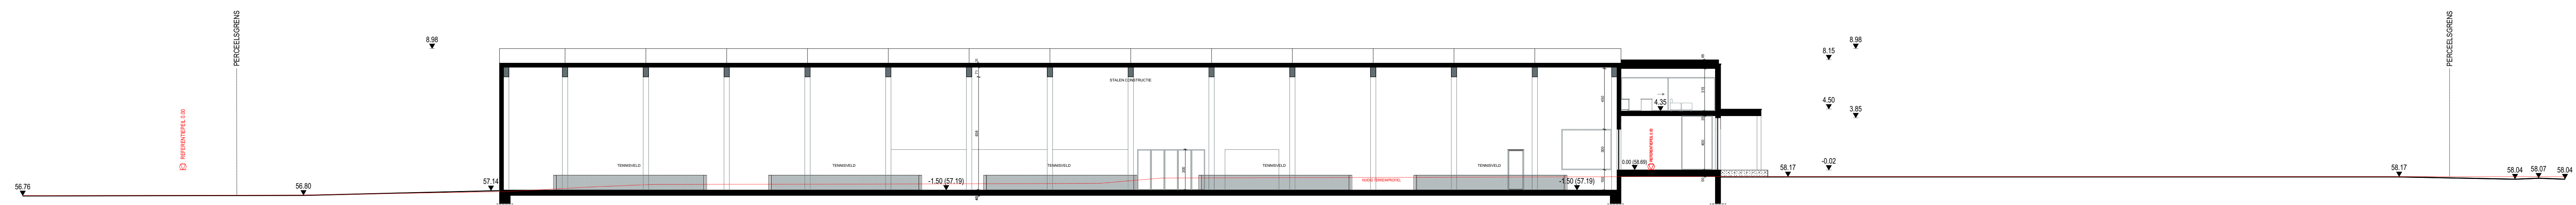 PERCEELSGRENS
PERCEELSGRENS
8.98
8.98
8.15
STALEN CONSTRUCTIE
4.35
4.50
3.85
REFERENTIEPEIL 0.00
TENNISVELD
TENNISVELD
TENNISVELD
TENNISVELD
TENNISVELD
0.00 (58.69)
-0.02
56.76
56.80
57.14
-1.50 (57.19)
HUIDIG TERREINPROFIEL
-1.50 (57.19)
58.17
58.17
58.04
58.07
58.04